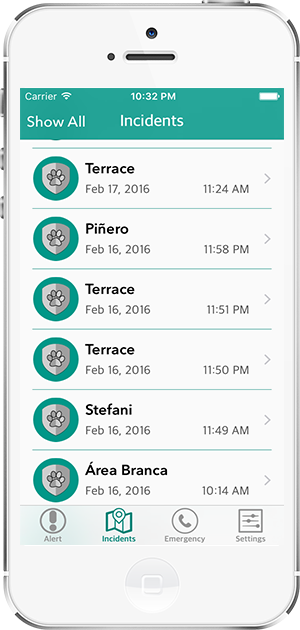 Carrier 10:32 PM
Show All Incidents
Terrace
Feb 17, 2016 11:24 AM
Piñero
Feb 16, 2016 11:58 PM
Terrace
Feb 16, 2016 11:51 PM
Terrace
Feb 16, 2016 11:50 PM
Stefani
Feb 16, 2016 11:49 AM
Área Branca
Feb 16, 2016 10:14 AM
Alert Incidents Emergency Settings